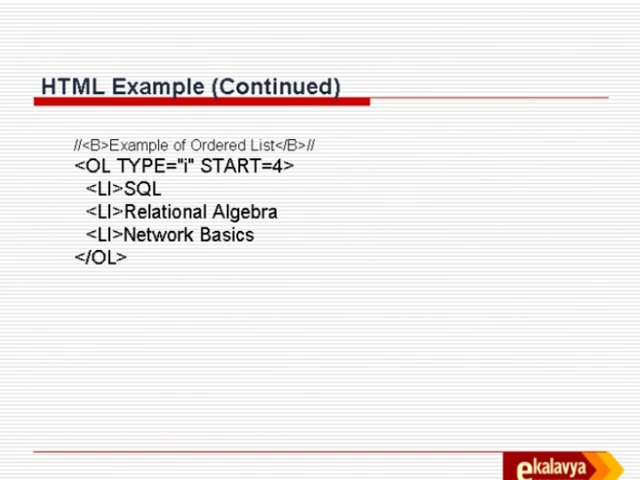 HTML Example (Continued)
//<B>Example of Ordered List</B>//
<OL TYPE="i" START=4>
<LI>SQL
<LI>Relational Algebra
<LI>Network Basics
</OL>
ekalavya